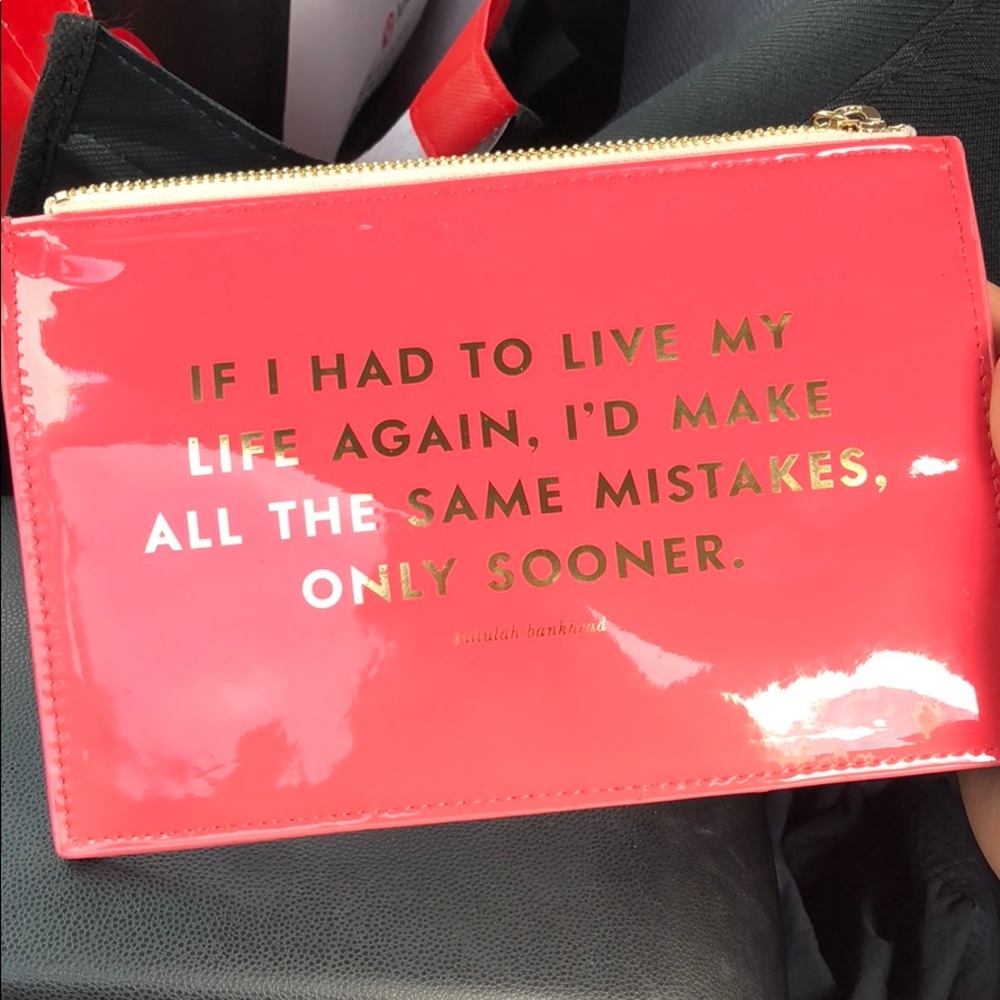 IF I HAD TO LIVE MY
LIFE AGAIN, I'D MAKE
ALL THE SAME MISTAKES,
ONLY SOONER.
tallulah bankhead